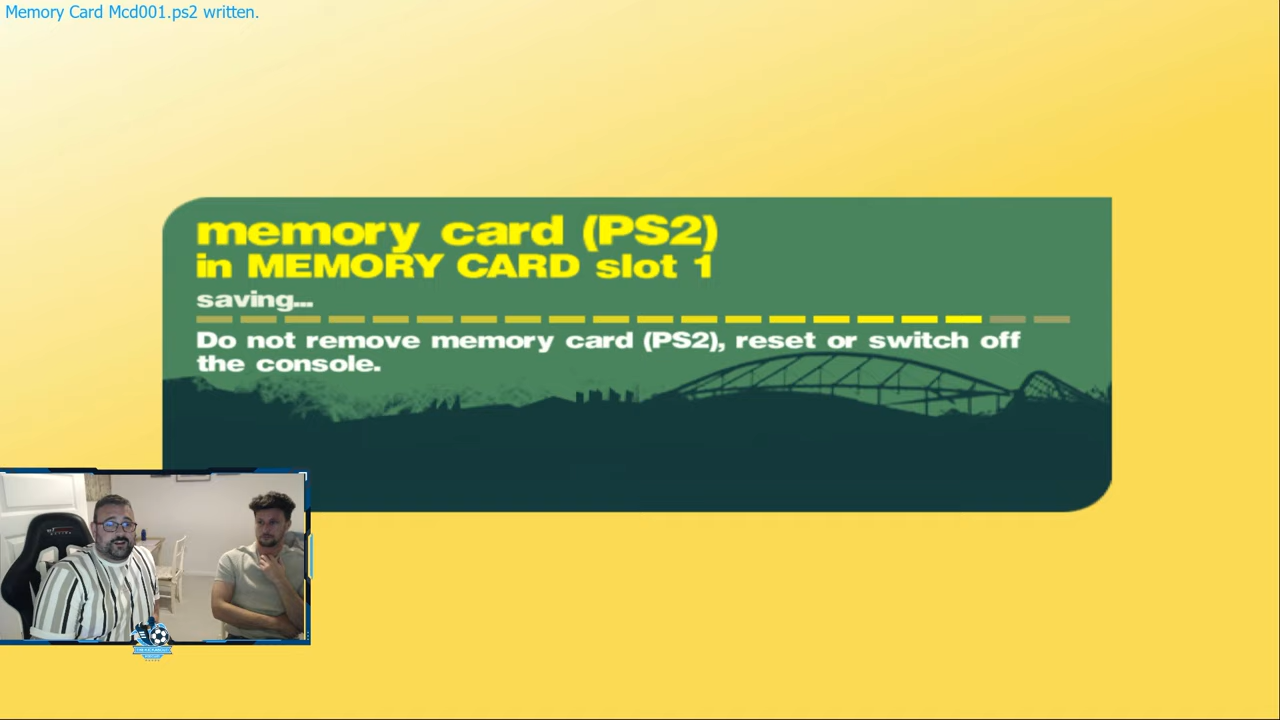 Memory Card Mcd001.ps2 written.
memory card (PS2)
in MEMORY CARD slot 1
saving...
Do not remove memory card (PS2), reset or switch off
the console.